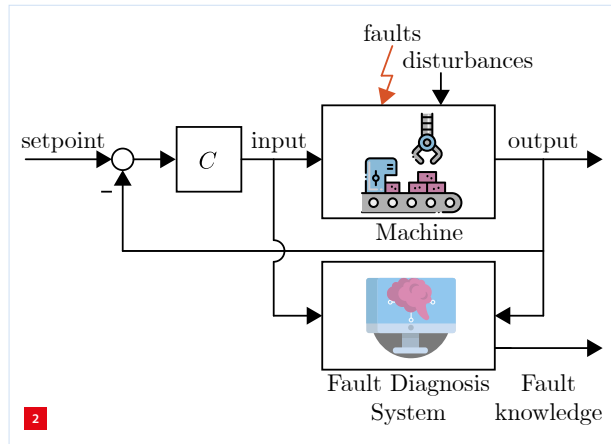 faults
disturbances
setpoint
C
input
output
−
Machine
Fault Diagnosis
System
Fault
knowledge
2